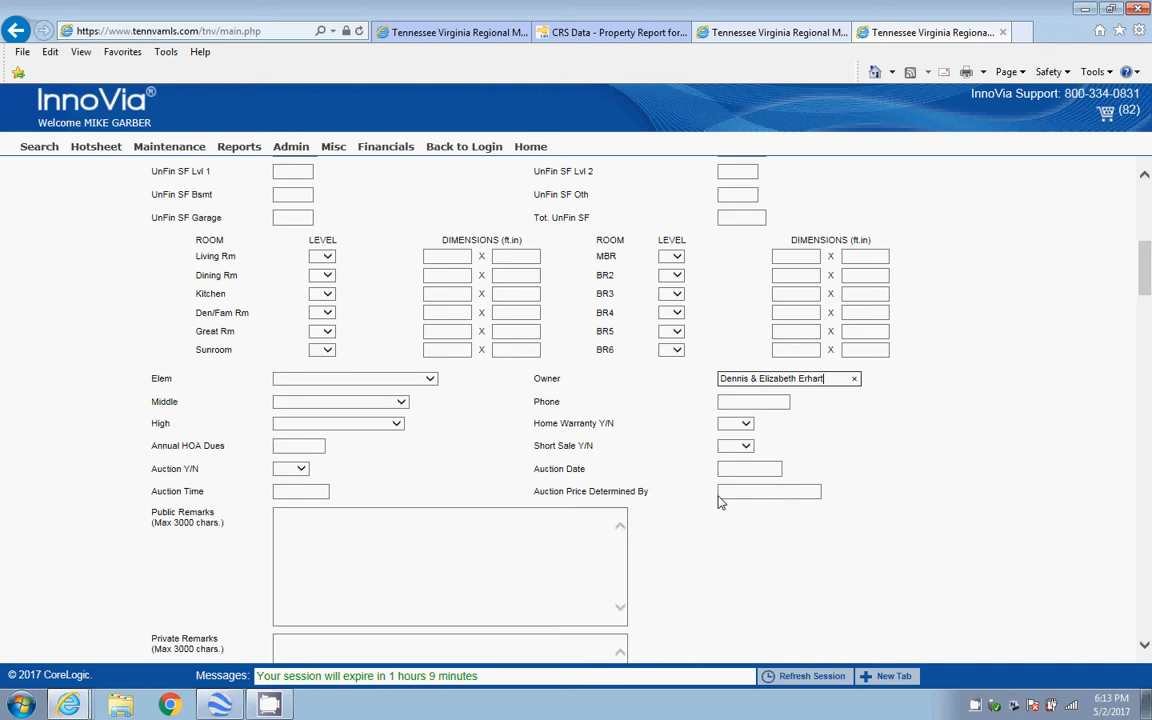 https://www.tennvamls.com/tnv/main.php
Tennessee Virginia Regional M...
CRS Data - Property Report for...
Tennessee Virginia Regional M...
Tennessee Virginia Regiona...
File Edit View Favorites Tools Help
Page Safety Tools
InnoVia®
Welcome MIKE GARBER
InnoVia Support: 800-334-0831
(82)
Search Hotsheet Maintenance Reports Admin Misc Financials Back to Login Home
UnFin SF Lvl 1 UnFin SF Lvl 2
UnFin SF Bsmt UnFin SF Oth
UnFin SF Garage Tot. UnFin SF
ROOM LEVEL DIMENSIONS (ft.in) ROOM LEVEL DIMENSIONS (ft.in)
Living Rm X MBR X
Dining Rm X BR2 X
Kitchen X BR3 X
Den/Fam Rm X BR4 X
Great Rm X BR5 X
Sunroom X BR6 X
Elem Owner Dennis & Elizabeth Erhart ×
Middle Phone
High Home Warranty Y/N
Annual HOA Dues Short Sale Y/N
Auction Y/N Auction Date
Auction Time Auction Price Determined By
Public Remarks
(Max 3000 chars.)
Private Remarks
(Max 3000 chars.)
© 2017 CoreLogic. Messages: Your session will expire in 1 hours 9 minutes Refresh Session New Tab
6:13 PM
5/2/2017